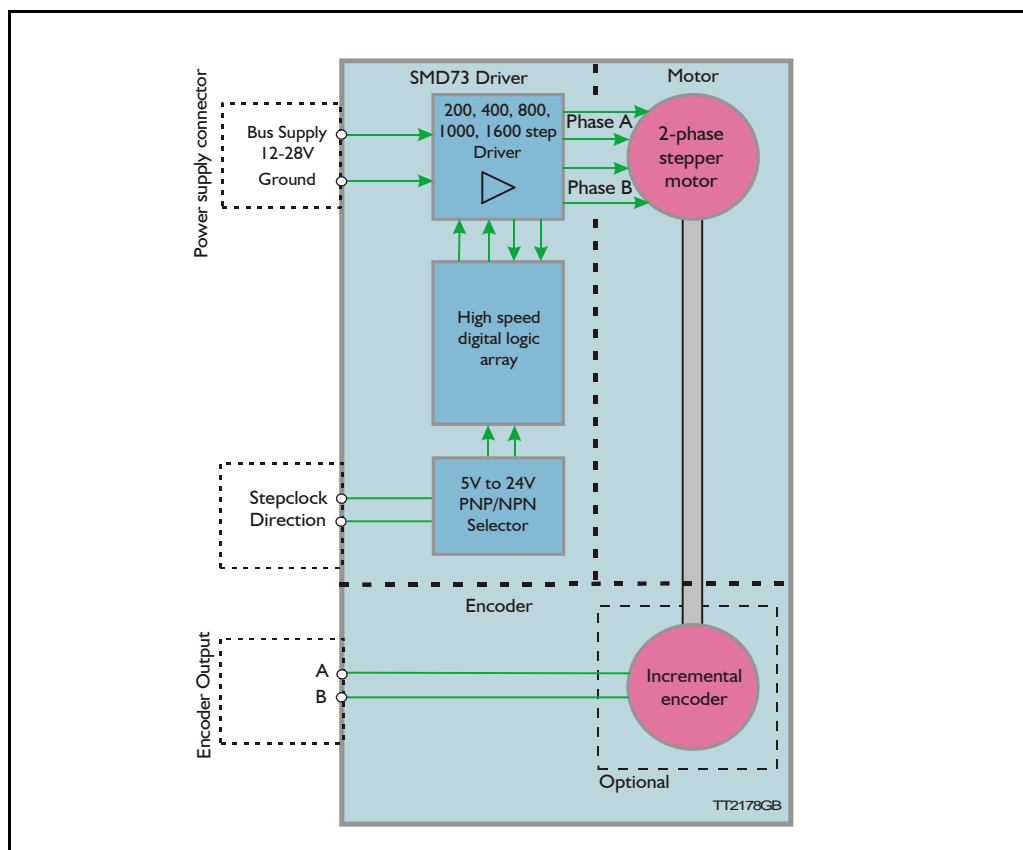 SMD73 Driver
Motor
Power supply connector
Bus Supply
12-28V
Ground
200, 400, 800,
1000, 1600 step
Driver
Phase A
Phase B
2-phase
stepper
motor
High speed
digital logic
array
Stepclock
Direction
5V to 24V
PNP/NPN
Selector
Encoder
Encoder Output
A
B
Incremental
encoder
Optional
TT2178GB